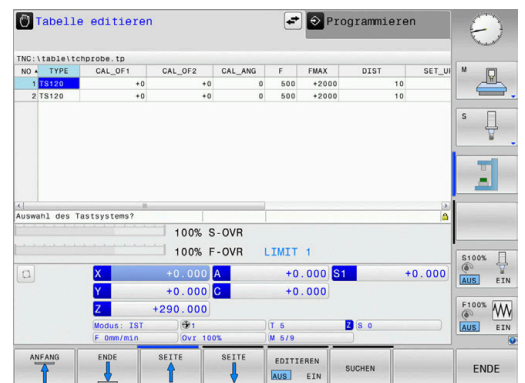 Tabelle editieren
Programmieren
TNC:\table\tchprobe.tp
NO TYPE CAL_OF1 CAL_OF2 CAL_ANG F FMAX DIST SET_U
1 TS120 +0 +0 0 500 +2000 10
2 TS120 +0 +0 0 500 +2000 10
Auswahl des Tastsystems?
M
S
100% S-OVR
100% F-OVR LIMIT 1
X +0.000 A +0.000 S1 +0.000
Y +0.000 C +0.000
Z +290.000
Modus: IST 1 T 5 Z S 0
F 0mm/min Ovr 100% M 5/9
S100%
AUS EIN
F100%
AUS EIN
ANFANG ENDE SEITE SEITE EDITIEREN SUCHEN ENDE
AUS EIN